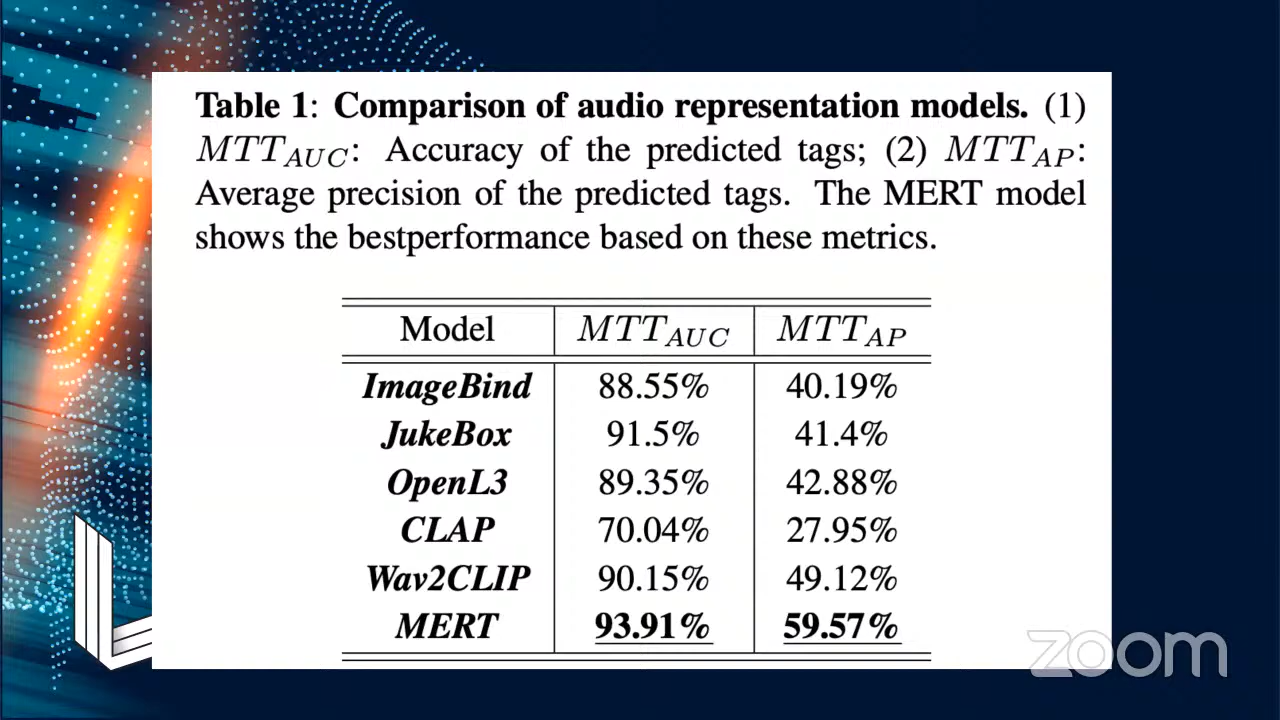 Table 1: Comparison of audio representation models. (1)
MTT_AUC: Accuracy of the predicted tags; (2) MTT_AP:
Average precision of the predicted tags. The MERT model
shows the bestperformance based on these metrics.
Model MTT_AUC MTT_AP
ImageBind 88.55% 40.19%
JukeBox 91.5% 41.4%
OpenL3 89.35% 42.88%
CLAP 70.04% 27.95%
Wav2CLIP 90.15% 49.12%
MERT 93.91% 59.57%
zoom